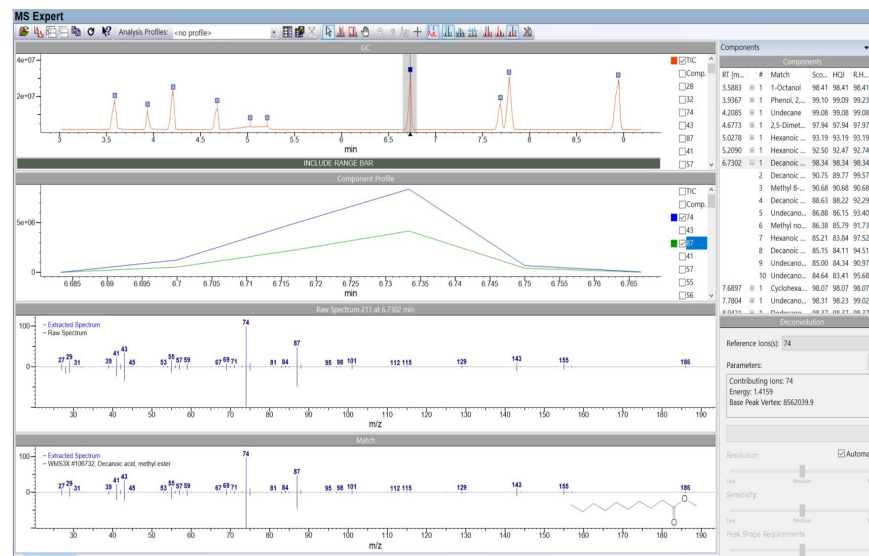 MS Expert
Analysis Profiles: <no profile>
GC
4e+07
2e+07
3 3.5 4 4.5 5 5.5 6 6.5 7 7.5 8 8.5 9
min
INCLUDE RANGE BAR
TIC
Comp.
28
32
74
43
87
41
57
Component Profile
5e+06
0
6.685 6.69 6.695 6.7 6.705 6.71 6.715 6.72 6.725 6.73 6.735 6.74 6.745 6.75 6.755 6.76 6.765
min
TIC
Comp.
74
43
87
41
57
55
56
Raw Spectrum 211 at 6.7302 min
100
0
~ Extracted Spectrum
~ Raw Spectrum
27 29 31 39 41 43 45 53 55 57 59 67 69 71 74 81 84 87 95 98 101 112 115 129 143 155 186
30 40 50 60 70 80 90 100 110 120 130 140 150 160 170 180 190
m/z
Match
100
0
~ Extracted Spectrum
~ WMS3X #106732; Decanoic acid, methyl ester
27 29 31 39 41 43 45 53 55 57 59 67 69 71 74 81 84 87 95 98 101 112 115 129 143 155 186
O
O
30 40 50 60 70 80 90 100 110 120 130 140 150 160 170 180 190
m/z
Components
Components
RT [m... # Match Sco... HQI R.H...
3.5883 1 1-Octanol 98.41 98.41 98.41
3.9367 1 Phenol, 2,... 99.10 99.09 99.23
4.2085 1 Undecane 99.08 99.08 99.08
4.6773 1 2,5-Dimet... 97.94 97.94 97.97
5.0278 1 Hexanoic ... 93.19 93.19 93.19
5.2090 1 Hexanoic ... 92.50 92.47 92.74
6.7302 1 Decanoic ... 98.34 98.34 98.34
2 Decanoic ... 90.75 89.77 99.57
3 Methyl 8-... 90.68 90.68 90.68
4 Decanoic ... 88.63 88.22 92.29
5 Undecano... 86.88 86.15 93.40
6 Methyl no... 86.38 85.79 91.73
7 Hexanoic ... 85.21 83.84 97.52
8 Decanoic ... 85.15 84.11 94.51
9 Undecano... 85.00 84.34 90.97
10 Undecano... 84.64 83.41 95.68
7.6897 1 Cyclohexa... 98.07 98.07 98.07
7.7804 1 Undecano... 98.31 98.23 99.02
Deconvolution
Reference Ions(s): 74
Parameters:
Contributing Ions: 74
Energy: 1.4159
Base Peak Vertex: 8562039.9
Resolution: Automa
Low Medium
Sensitivity:
Low Medium
Peak Shape Requirements: